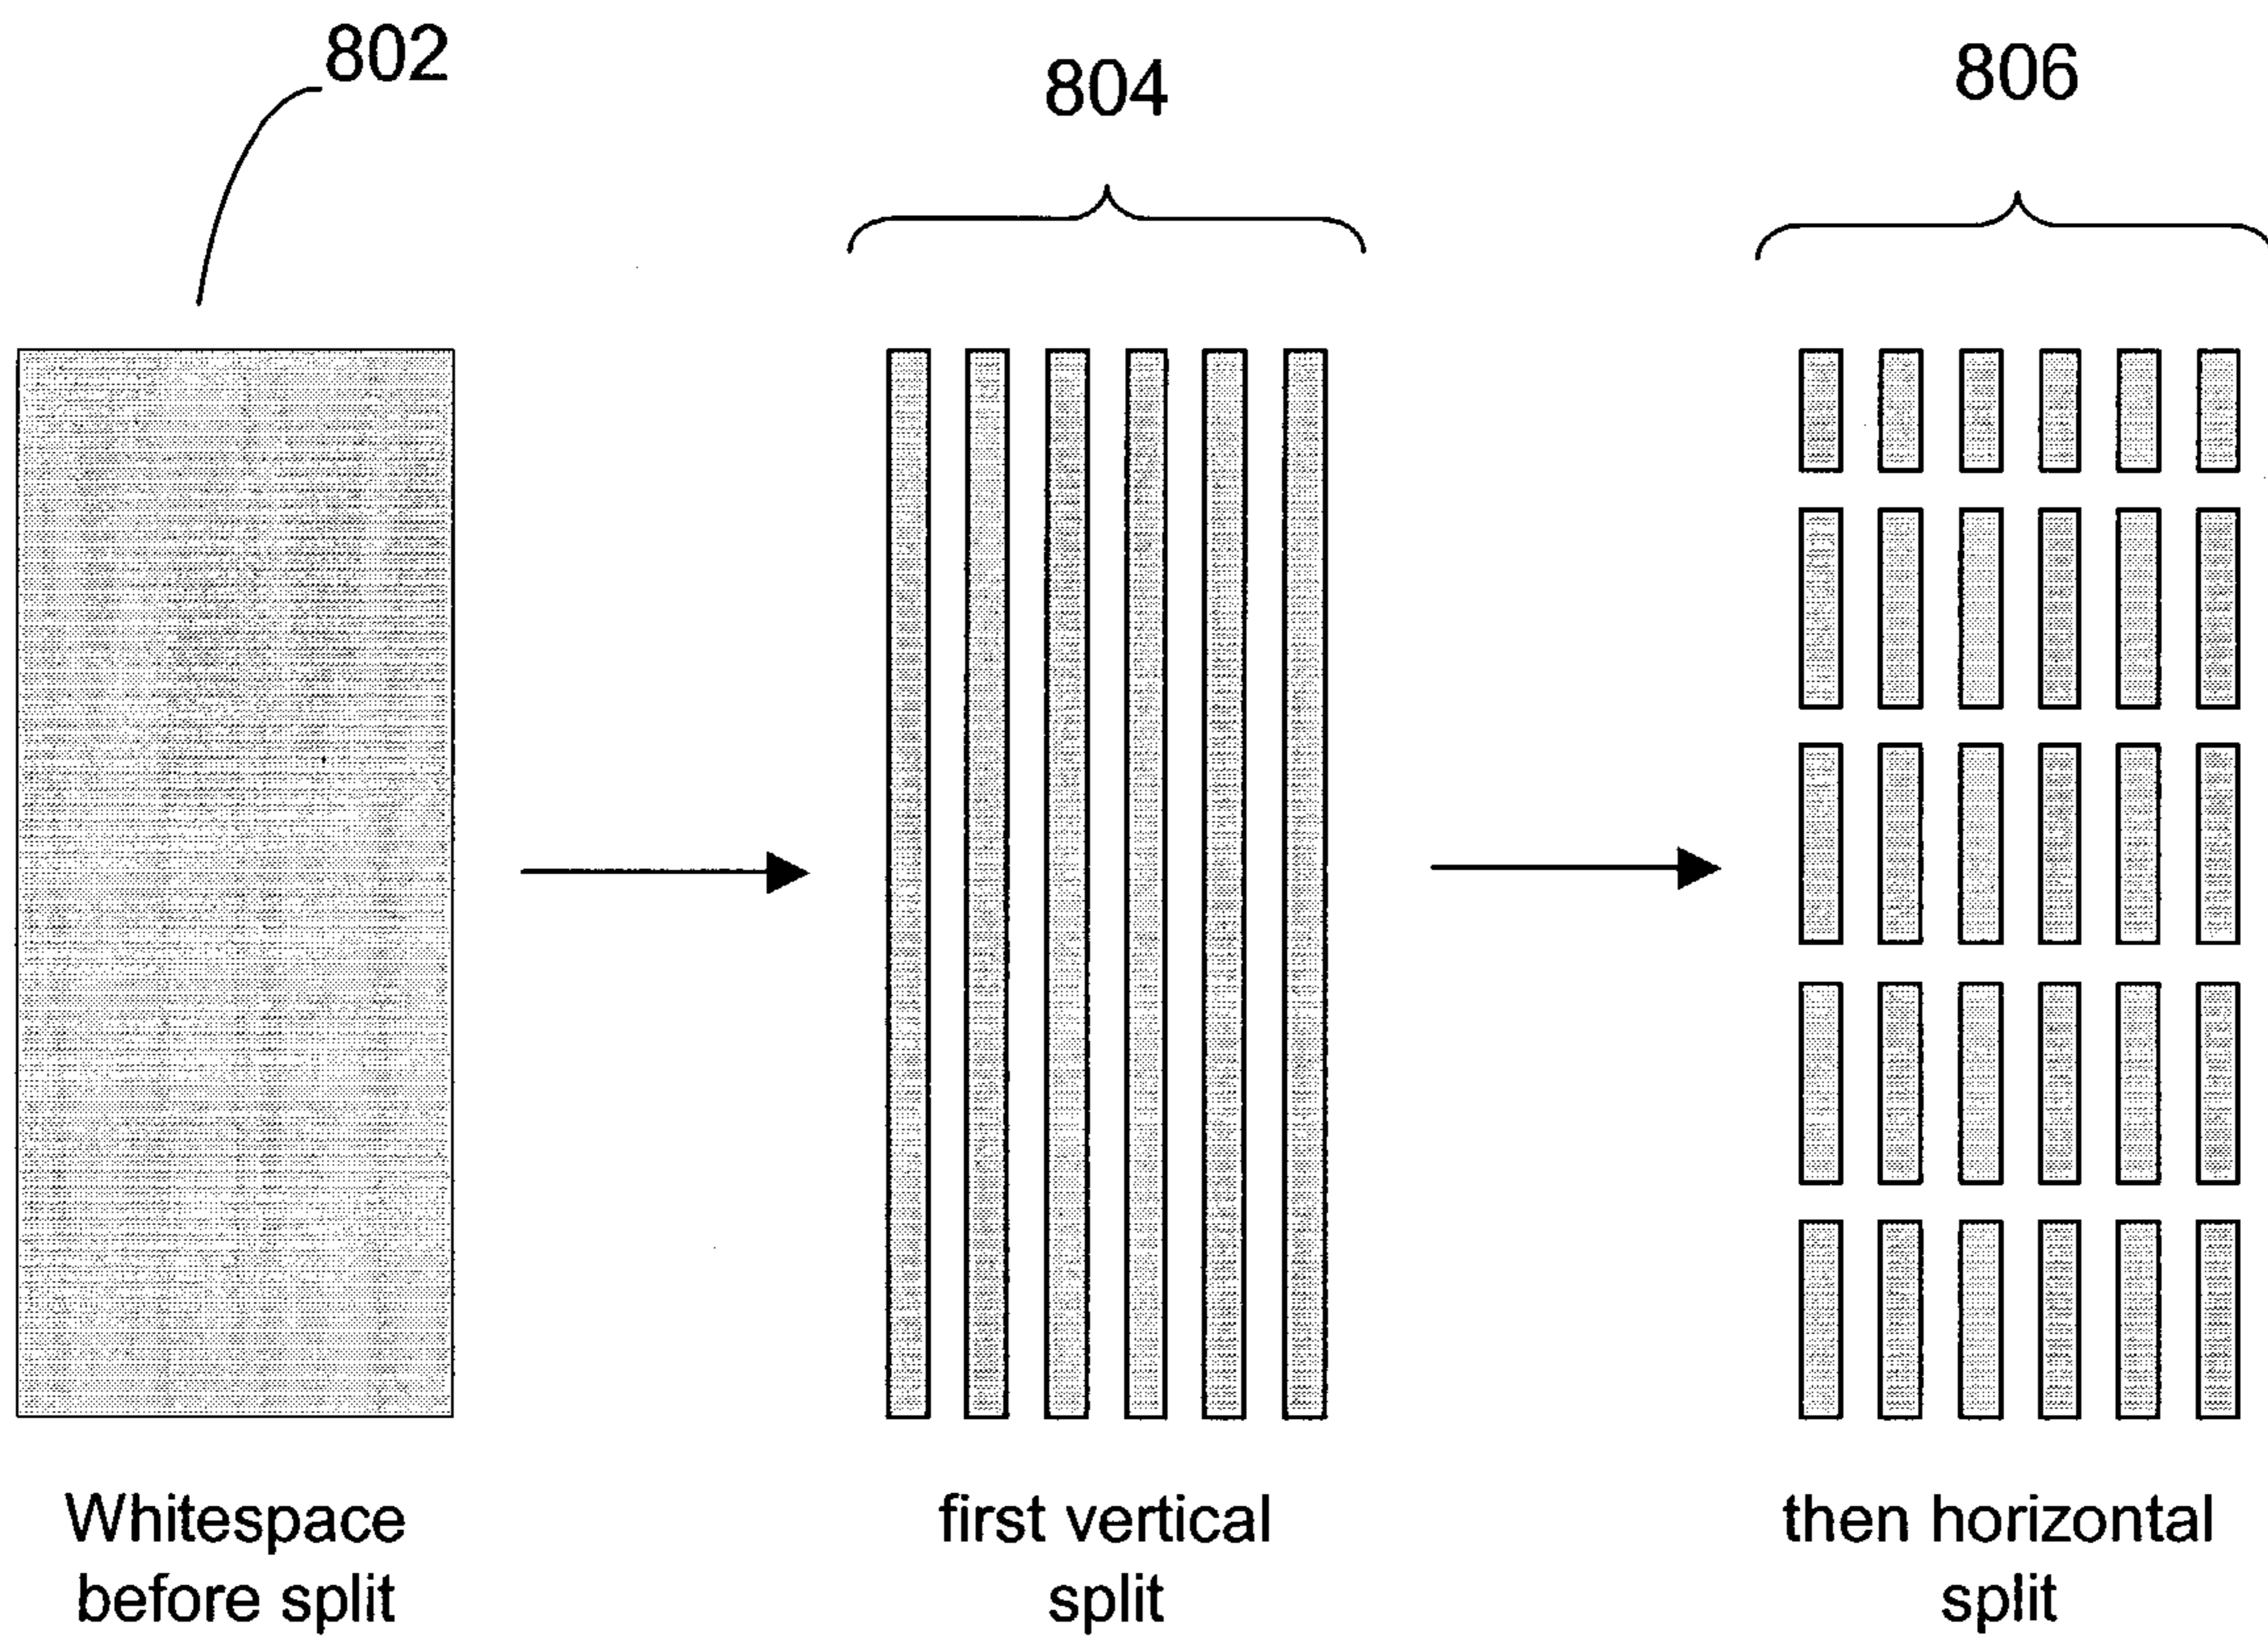 802
804
806
Whitespace
before split
first vertical
split
then horizontal
split